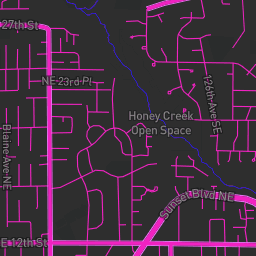 27th St
NE 23rd Pl
126th Ave SE
Honey Creek
Open Space
Blaine Ave NE
Sunset Blvd NE
E 12th St